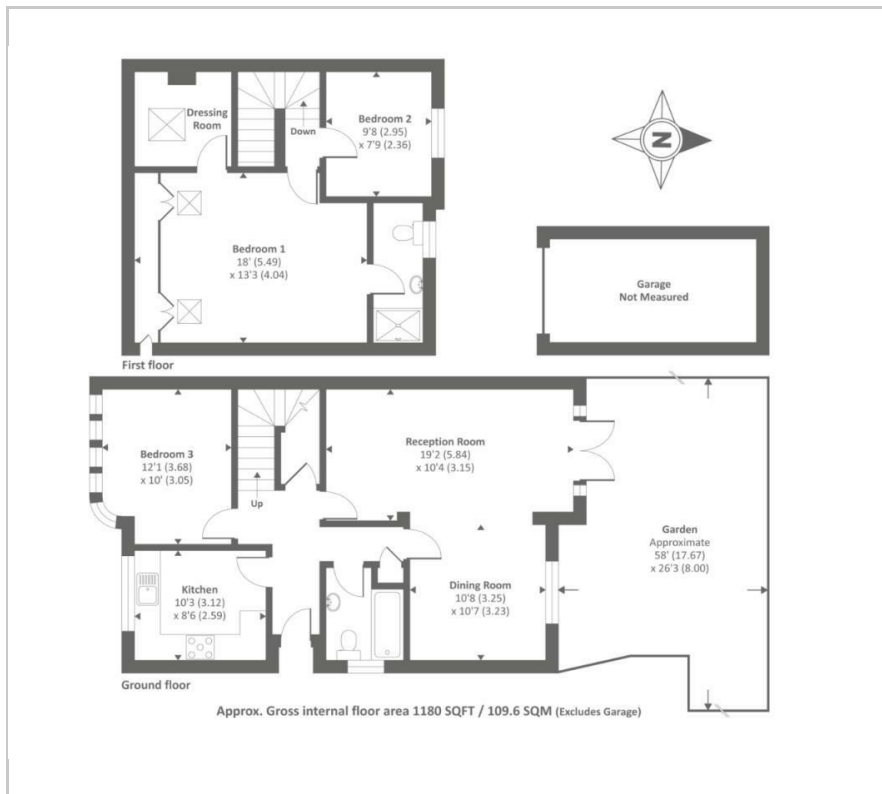 Dressing
Room
Down
Bedroom 2
9'8 (2.95)
x 7'9 (2.36)
N
Bedroom 1
18' (5.49)
x 13'3 (4.04)
Garage
Not Measured
First floor
Bedroom 3
12'1 (3.68)
x 10' (3.05)
Up
Reception Room
19'2 (5.84)
x 10'4 (3.15)
Garden
Approximate
58' (17.67)
x 26'3 (8.00)
Kitchen
10'3 (3.12)
x 8'6 (2.59)
Dining Room
10'8 (3.25)
x 10'7 (3.23)
Ground floor
Approx. Gross internal floor area 1180 SQFT / 109.6 SQM (Excludes Garage)